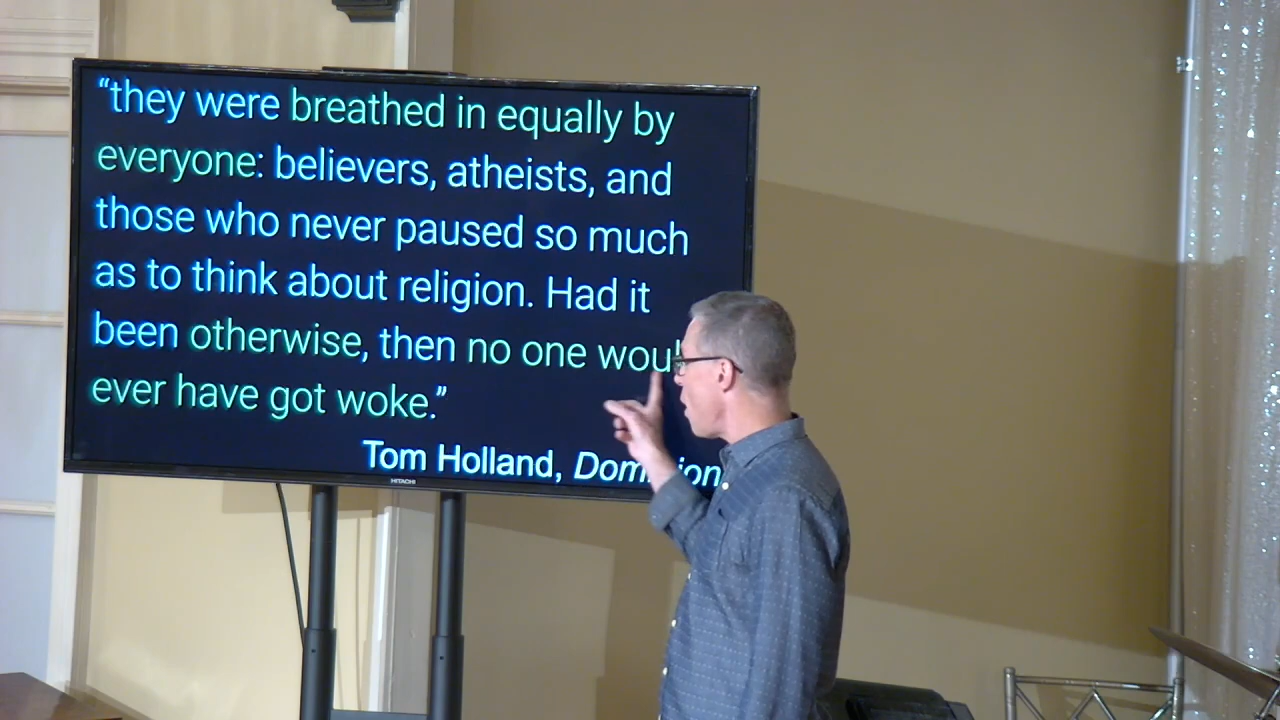 “they were breathed in equally by
everyone: believers, atheists, and
those who never paused so much
as to think about religion. Had it
been otherwise, then no one
ever have got woke.”
Tom Holland,
HITACHI